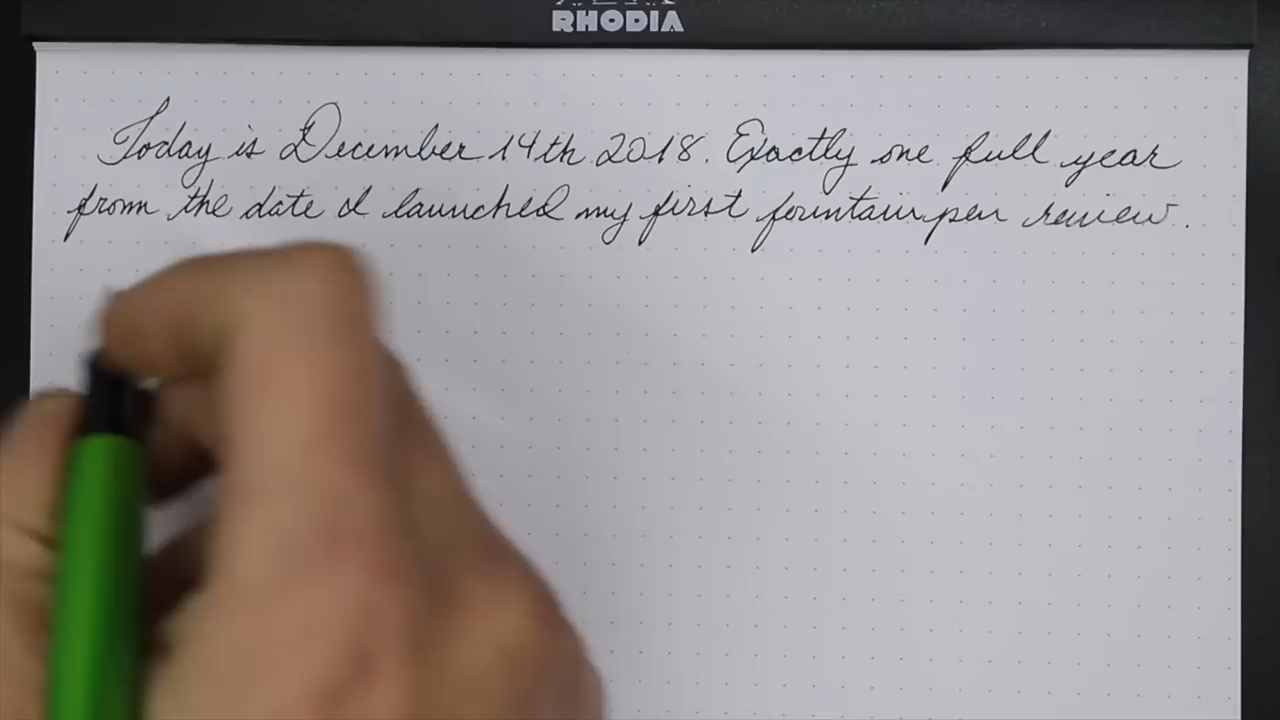 RHODIA
Today is December 14th 2018. Exactly one full year
from the date I launched my first fountain pen review.